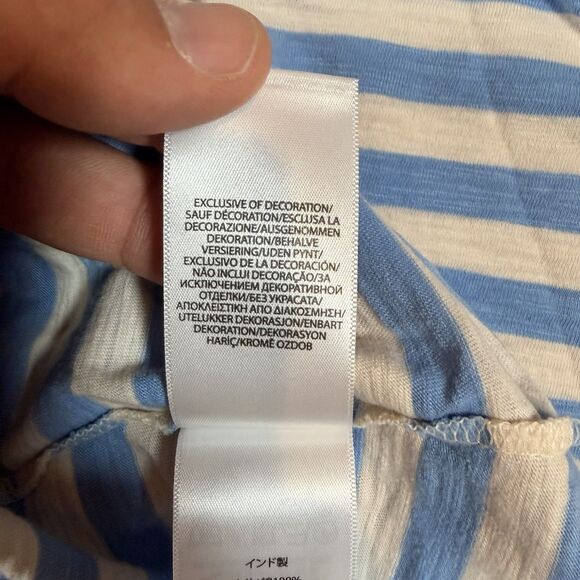 EXCLUSIVE OF DECORATION/
SAUF DÉCORATION/ESCLUSA LA
DECORAZIONE/AUSGENOMMEN
DEKORATION/BEHALVE
VERSIERING/UDEN PYNT/
EXCLUSIVO DE LA DECORACIÓN/
NÃO INCLUI DECORAÇÃO/ЗА
ИСКЛЮЧЕНИЕМ ДЕКОРАТИВНОЙ
ОТДЕЛКИ/БЕЗ УКРАСАТА/
ΑΠΟΚΛΕΙΣΤΙΚΗ ΑΠΟ ΔΙΑΚΟΣΜΗΣΗ/
UTELUKKER DEKORASJON/ENBART
DEKORATION/DEKORASYON
HARİÇ/KROMĚ OZDOB
インド製
100%